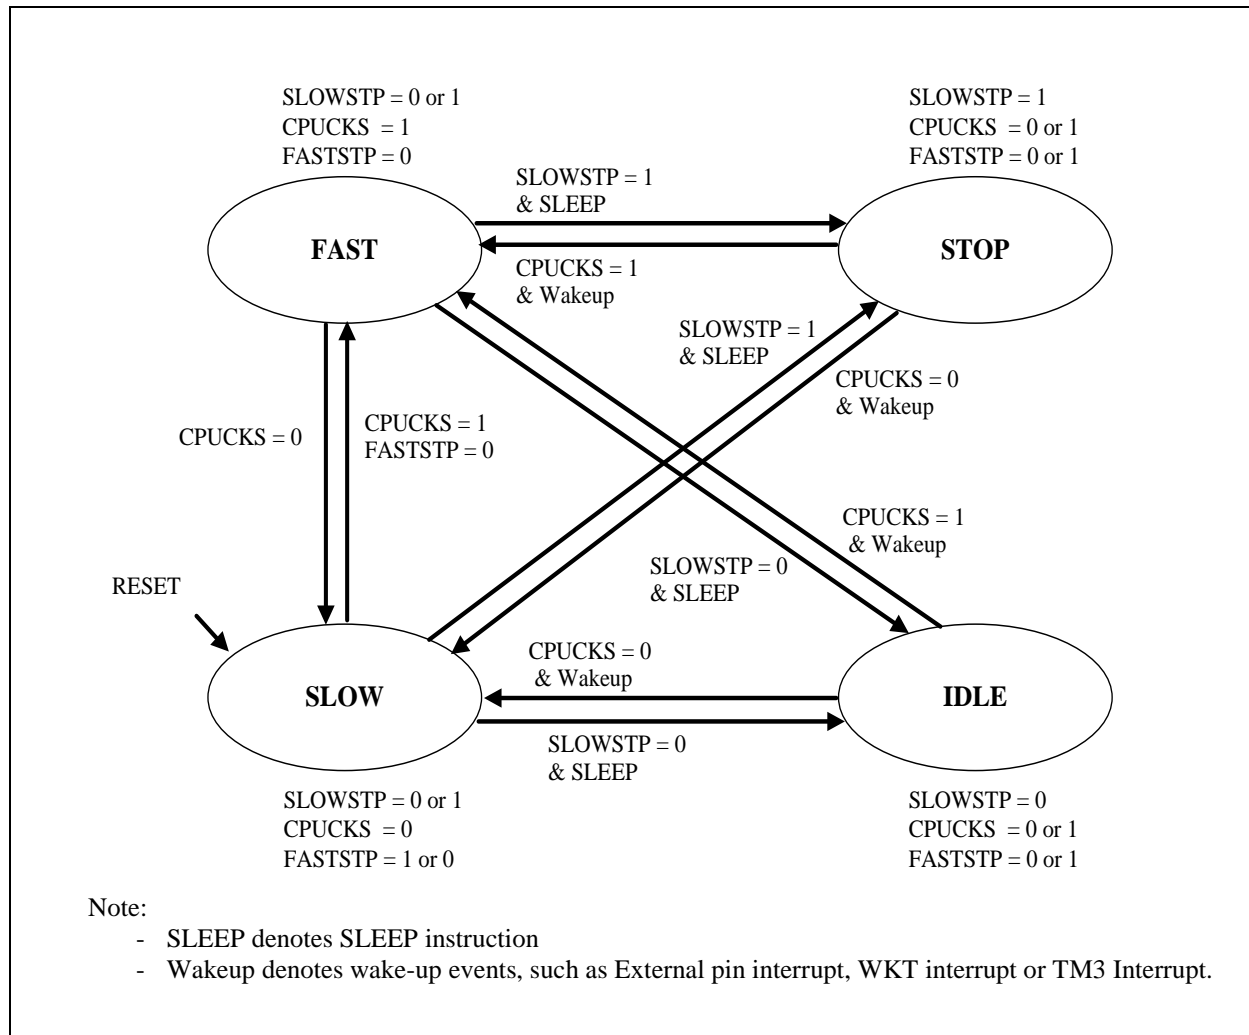 SLOWSTP = 0 or 1
CPUCKS = 1
FASTSTP = 0
SLOWSTP = 1
CPUCKS = 0 or 1
FASTSTP = 0 or 1
SLOWSTP = 1
& SLEEP
FAST
STOP
CPUCKS = 1
& Wakeup
SLOWSTP = 1
& SLEEP
CPUCKS = 0
& Wakeup
CPUCKS = 0
CPUCKS = 1
FASTSTP = 0
CPUCKS = 1
& Wakeup
SLOWSTP = 0
& SLEEP
RESET
CPUCKS = 0
& Wakeup
SLOW
IDLE
SLOWSTP = 0
& SLEEP
SLOWSTP = 0 or 1
CPUCKS = 0
FASTSTP = 1 or 0
SLOWSTP = 0
CPUCKS = 0 or 1
FASTSTP = 0 or 1
Note:
- SLEEP denotes SLEEP instruction
- Wakeup denotes wake-up events, such as External pin interrupt, WKT interrupt or TM3 Interrupt.